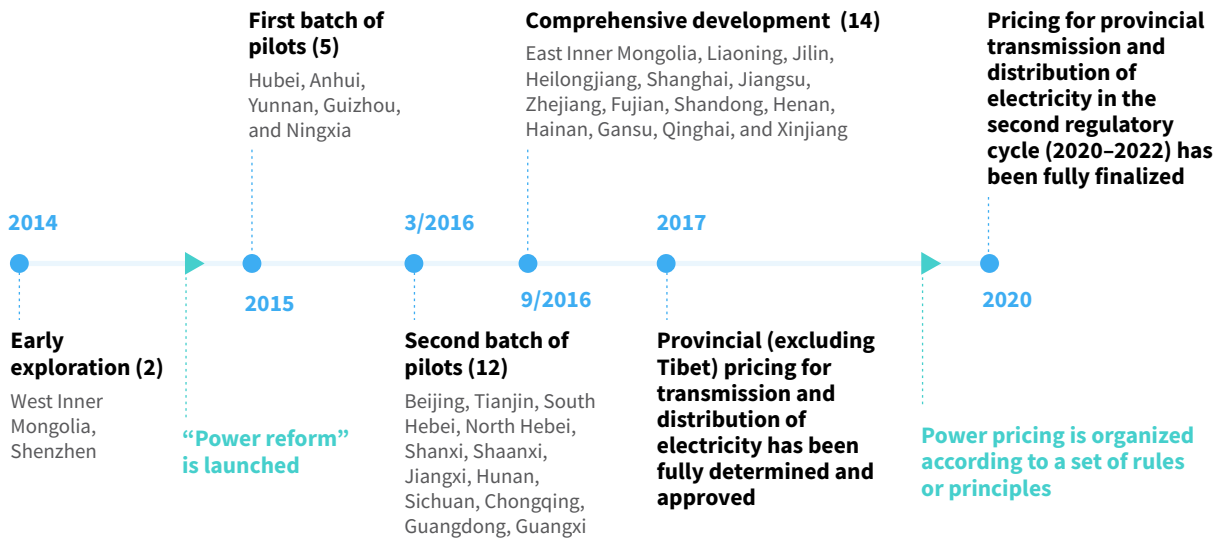 First batch of
pilots (5)
Hubei, Anhui,
Yunnan, Guizhou,
and Ningxia
Comprehensive development (14)
East Inner Mongolia, Liaoning, Jilin,
Heilongjiang, Shanghai, Jiangsu,
Zhejiang, Fujian, Shandong, Henan,
Hainan, Gansu, Qinghai, and Xinjiang
Pricing for provincial
transmission and
distribution of
electricity in the
second regulatory
cycle (2020–2022) has
been fully finalized
2014
3/2016
2017
2015
9/2016
2020
Early
exploration (2)
West Inner
Mongolia,
Shenzhen
“Power reform”
is launched
Second batch of
pilots (12)
Beijing, Tianjin, South
Hebei, North Hebei,
Shanxi, Shaanxi,
Jiangxi, Hunan,
Sichuan, Chongqing,
Guangdong, Guangxi
Provincial (excluding
Tibet) pricing for
transmission and
distribution of
electricity has been
fully determined and
approved
Power pricing is organized
according to a set of rules
or principles